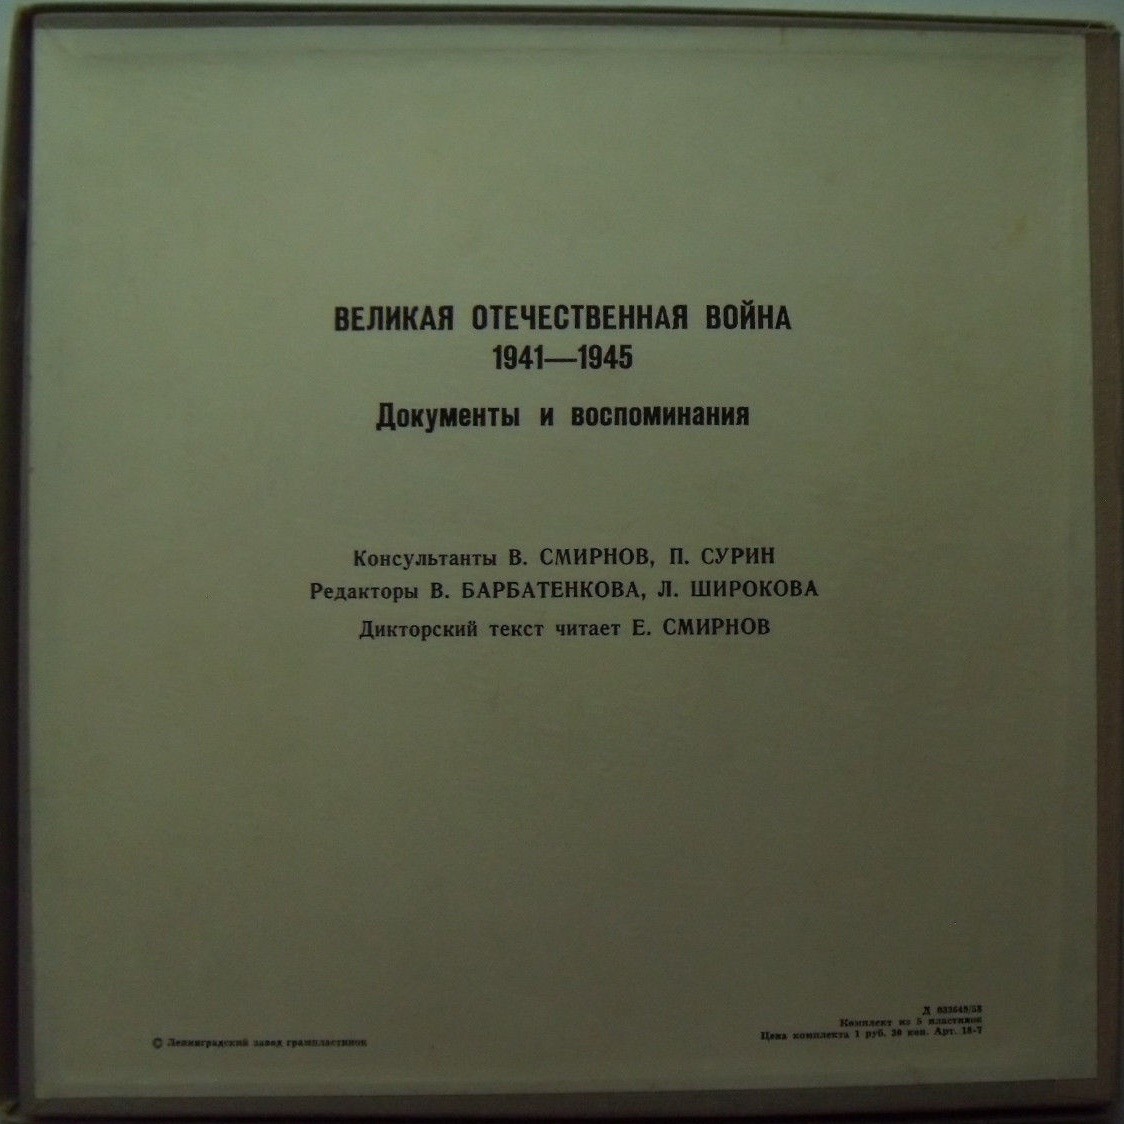 ВЕЛИКАЯ ОТЕЧЕСТВЕННАЯ ВОЙНА
1941—1945
Документы и воспоминания
Консультанты В. СМИРНОВ, П. СУРИН
Редакторы В. БАРБАТЕНКОВА, Л. ШИРОКОВА
Дикторский текст читает Е. СМИРНОВ
Д
Комплект из 5 пластинок
Цена комплекта 1 руб. 30 коп. Арт. 18-7
© Ленинградский завод грампластинок